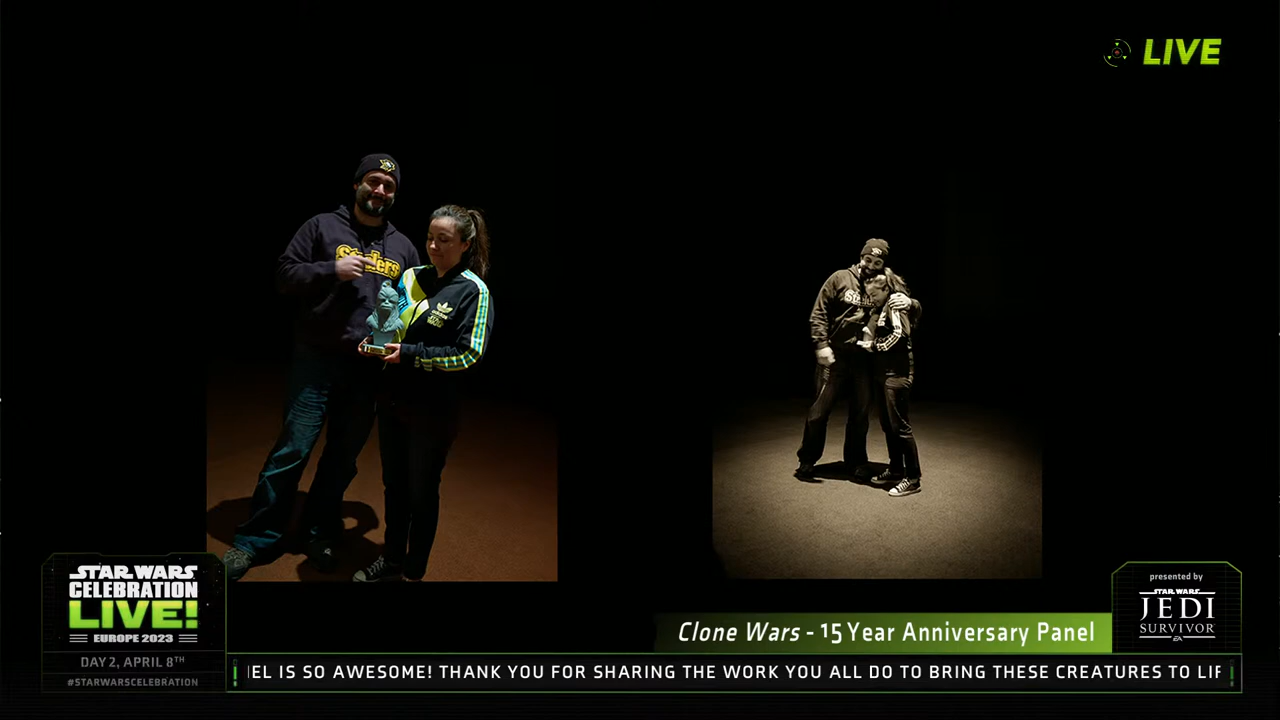 LIVE
Steelers
adidas
STAR WARS
CELEBRATION
LIVE!
EUROPE 2023
DAY 2, APRIL 8TH
#STARWARSCELEBRATION
Clone Wars - 15 Year Anniversary Panel
presented by
STAR WARS
JEDI
SURVIVOR
EA
EL IS SO AWESOME! THANK YOU FOR SHARING THE WORK YOU ALL DO TO BRING THESE CREATURES TO LIF